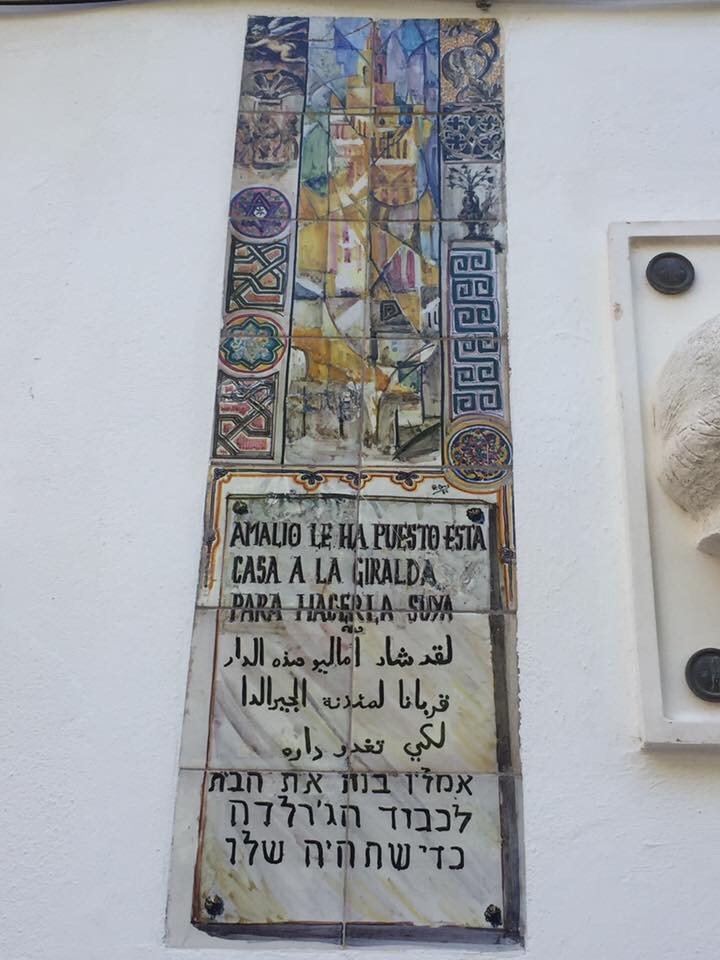 AMALIO LE HA PUESTO ESTA
CASA A LA GIRALDA
PARA HACERLA SUYA
لقد شاد أماليو هذه الدار
قربانا لمئذنة الجيرالدا
لكي تغدو داره
אמליו בנה את הבית
לכבוד הג'רלדה
כדי שתהיה שלו